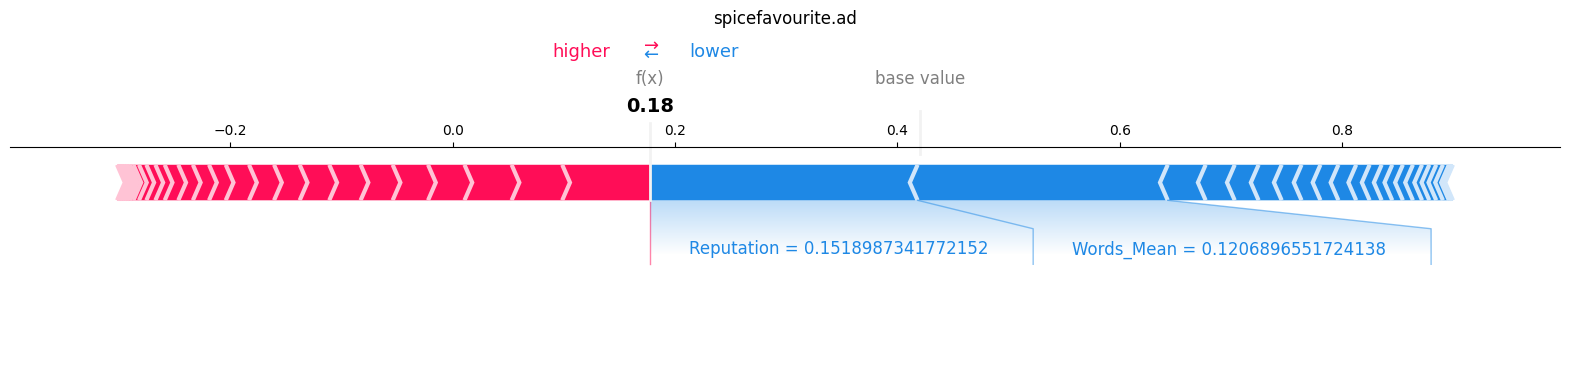 spicefavourite.ad
higher ⇄ lower
f(x) base value
0.18
−0.2 0.0 0.2 0.4 0.6 0.8
Reputation = 0.1518987341772152 Words_Mean = 0.1206896551724138